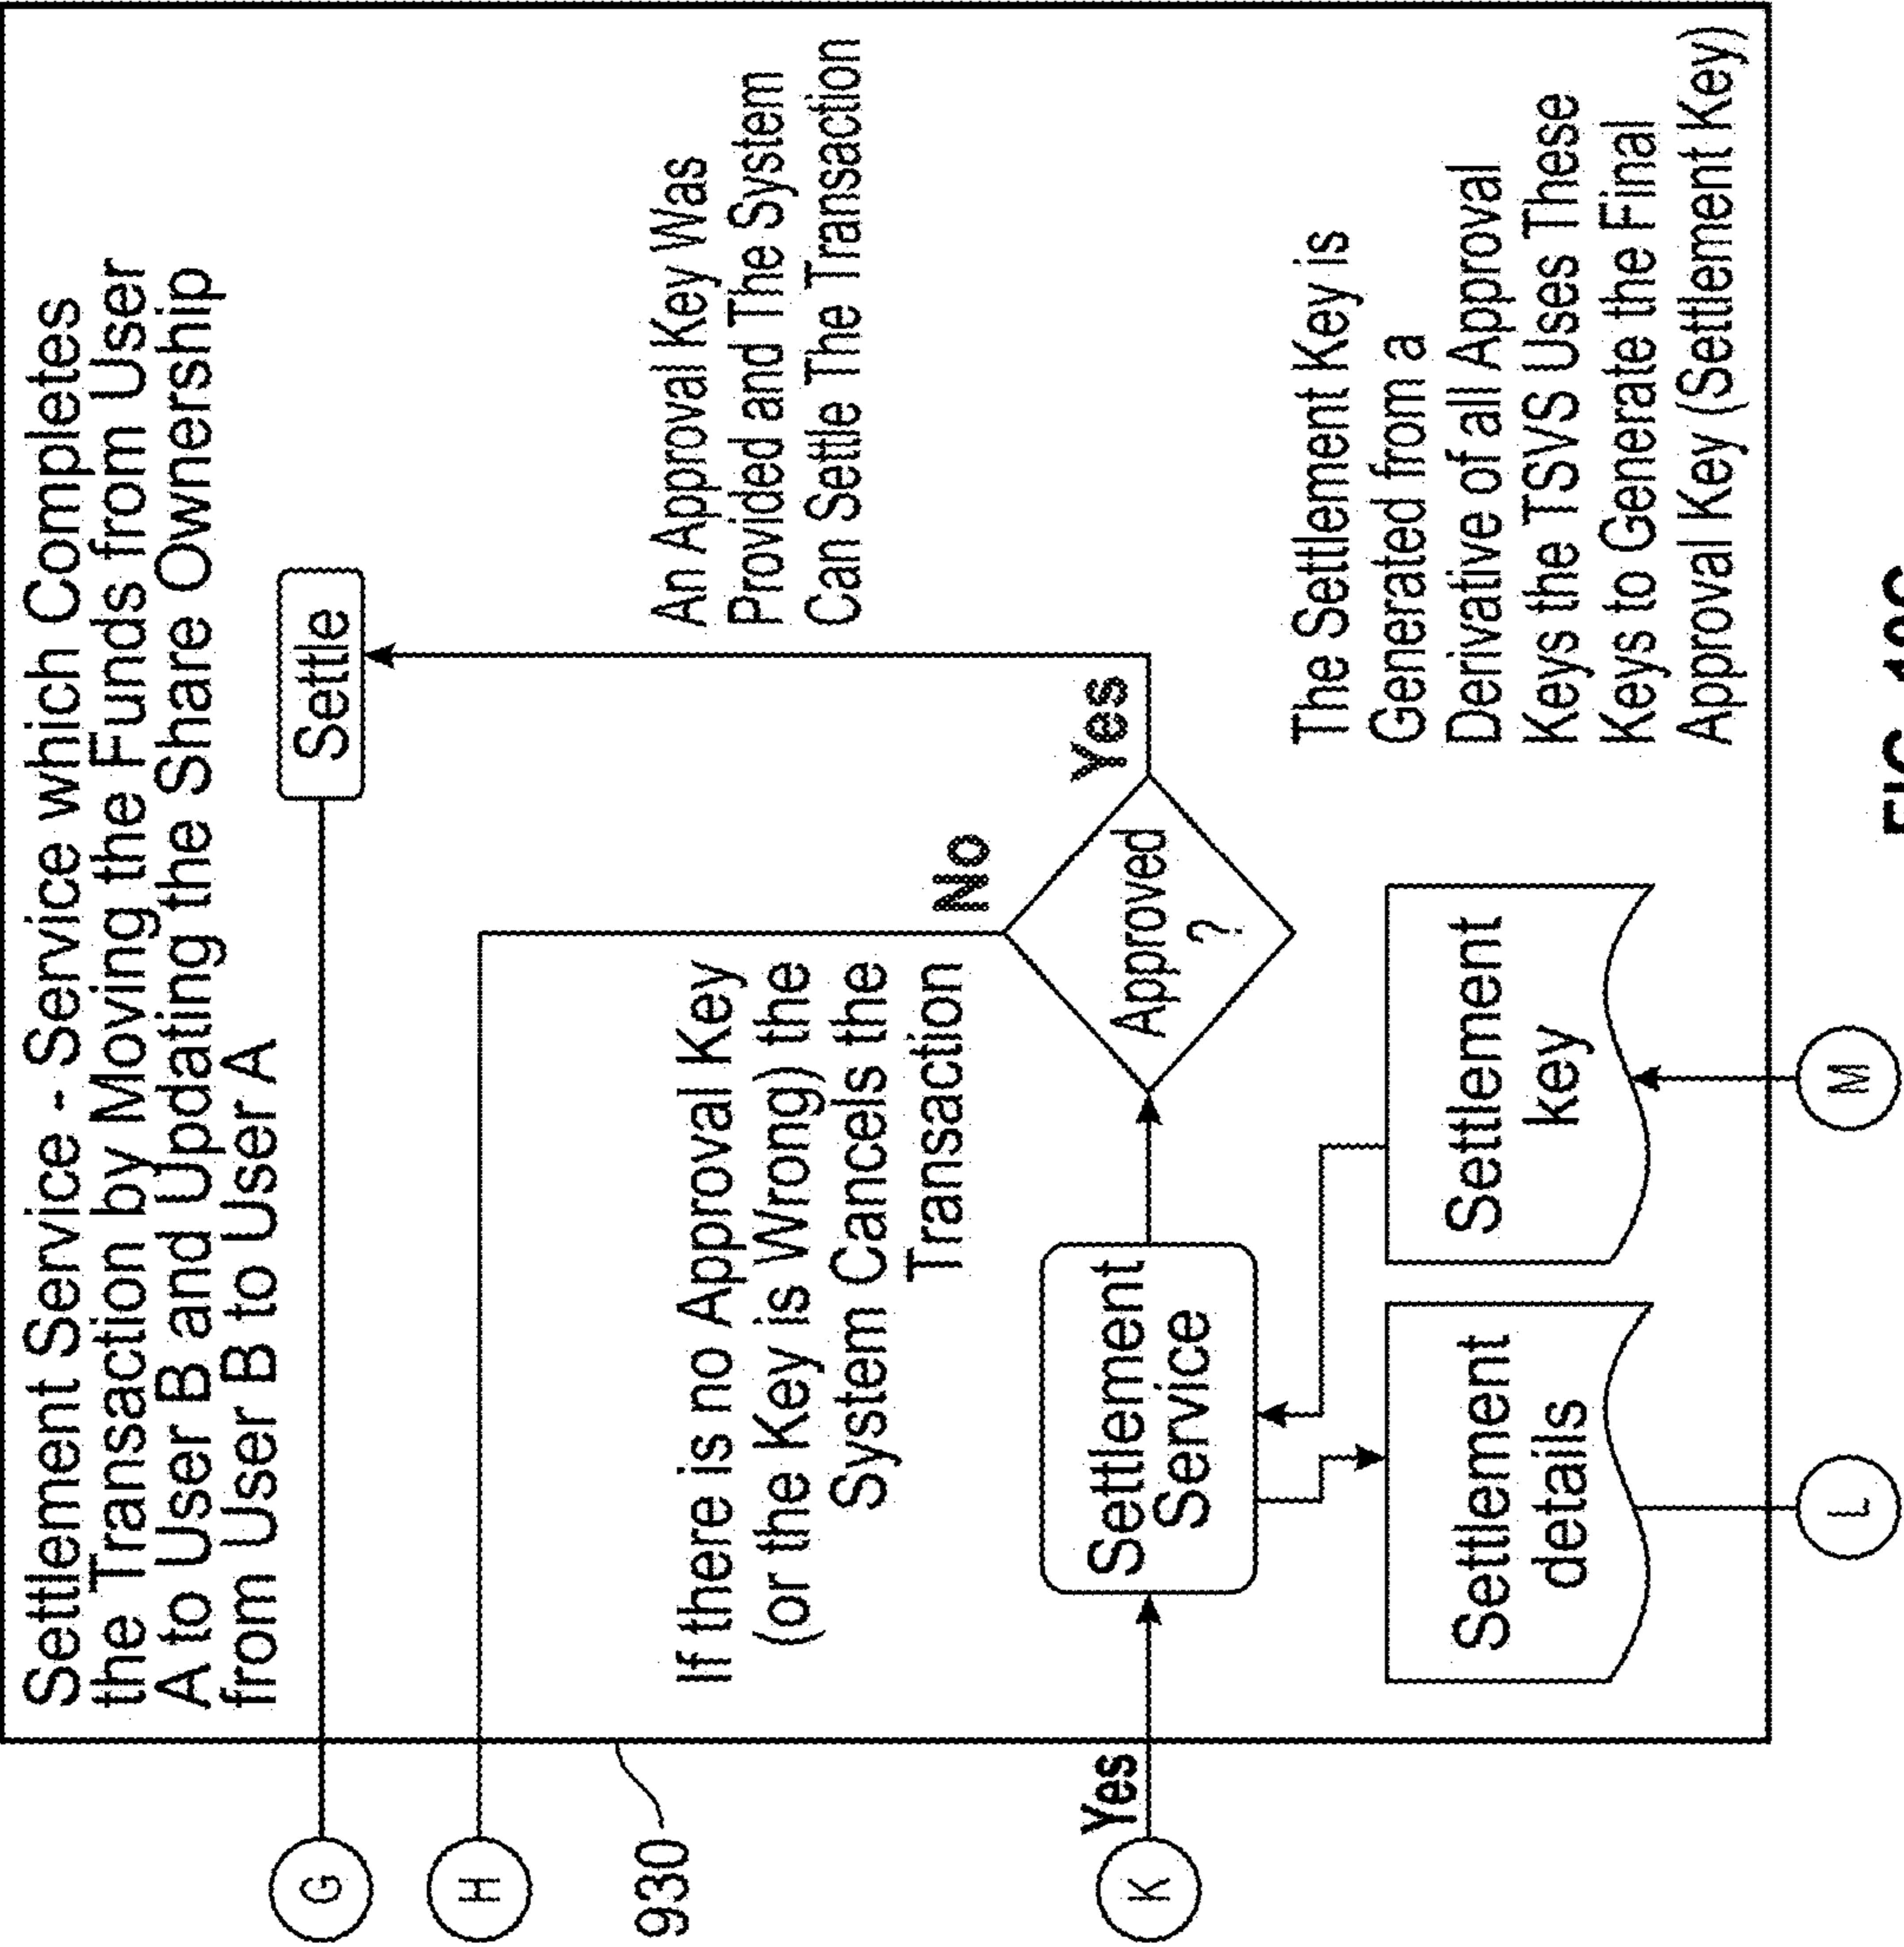 Settlement Service - Service which Completes
the Transaction by Moving the Funds from User
A to User B and Updating the Share Ownership
from User B to User A
G
Settle
H
930
If there is no Approval Key
(or the Key is Wrong) the
System Cancels the
Transaction
No
An Approval Key Was
Provided and The System
Can Settle The Transaction
K
Yes
Settlement
Service
Approved
?
Yes
Settlement
details
Settlement
key
The Settlement Key is
Generated from a
Derivative of all Approval
Keys the TSVS Uses These
Keys to Generate the Final
Approval Key (Settlement Key)
L
M